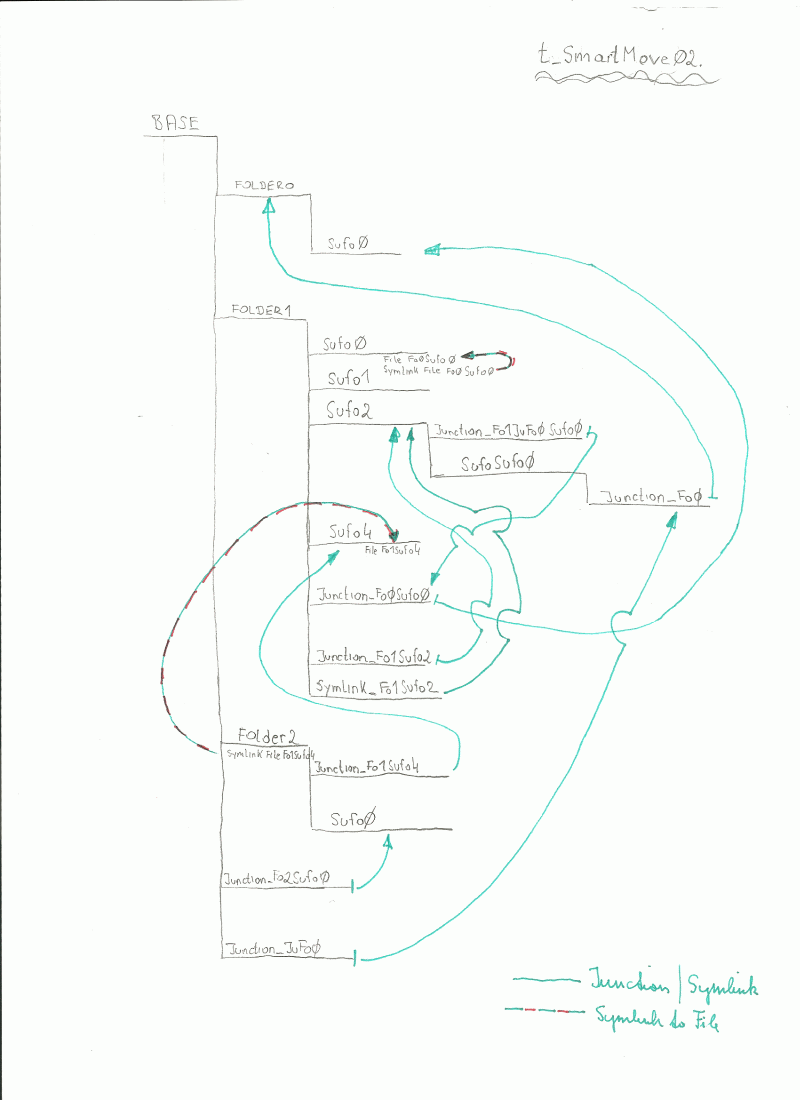 t_SmartMoveØ2.
BASE
FOLDERO
SufoØ
FOLDER1
SufoØ
File FoØSufoØ
Symlink File FoØSufoØ
Sufo1
Sufo2
Junction_Fo1JuFoØSufoØ
SufoSufoØ
Junction_FoØ
Sufo4
File Fo1Sufo4
Junction_FoØSufoØ
Junction_Fo1Sufo2
Symlink_Fo1Sufo2
Folder2
Symlink File Fo1Sufo4
Junction_Fo1Sufo4
SufoØ
Junction_Fo2SufoØ
Junction_JuFoØ
Junction | Symlink
Symlink to File